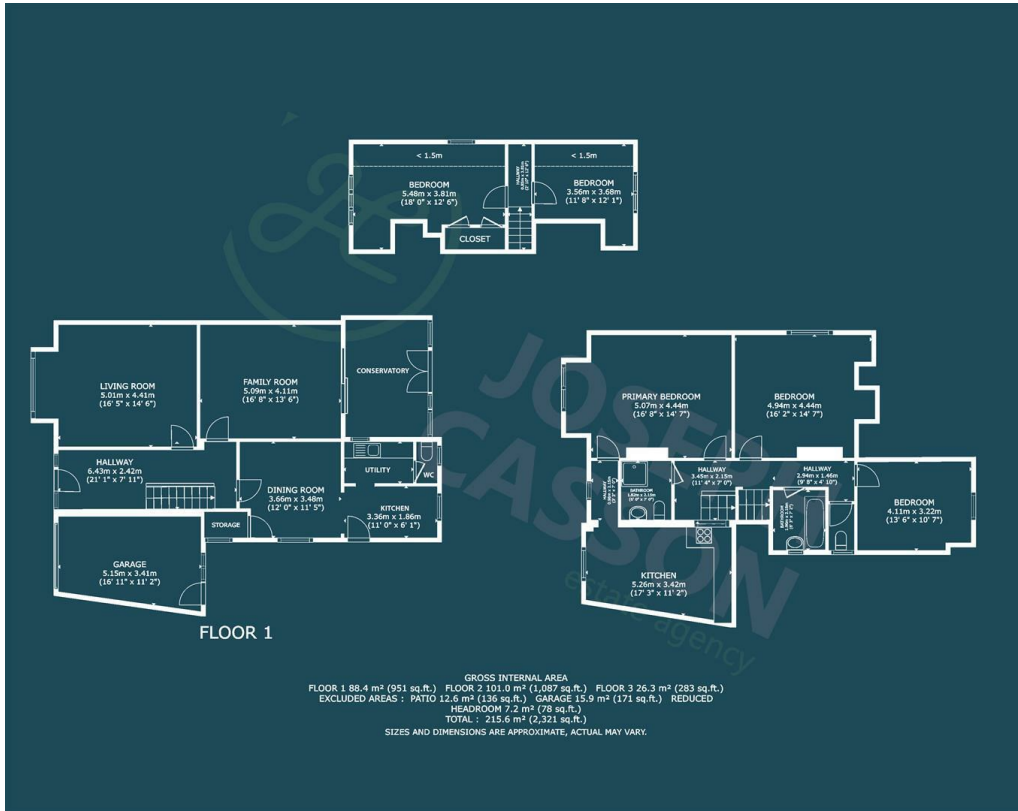 < 1.5m
< 1.5m
BEDROOM
5.48m x 3.81m
(18' 0" x 12' 6")
HALLWAY
BEDROOM
3.56m x 3.68m
(11' 8" x 12' 1")
CLOSET
LIVING ROOM
5.01m x 4.41m
(16' 5" x 14' 6")
FAMILY ROOM
5.09m x 4.11m
(16' 8" x 13' 6")
CONSERVATORY
HALLWAY
6.43m x 2.42m
(21' 1" x 7' 11")
DINING ROOM
3.66m x 3.48m
(12' 0" x 11' 5")
UTILITY
WC
KITCHEN
3.36m x 1.86m
(11' 0" x 6' 1")
STORAGE
GARAGE
5.15m x 3.41m
(16' 11" x 11' 2")
FLOOR 1
PRIMARY BEDROOM
5.07m x 4.44m
(16' 8" x 14' 7")
BEDROOM
4.94m x 4.44m
(16' 2" x 14' 7")
HALLWAY
BATHROOM
HALLWAY
3.45m x 2.15m
(11' 4" x 7' 0")
HALLWAY
2.94m x 1.46m
(9' 8" x 4' 10")
BATHROOM
BEDROOM
4.11m x 3.22m
(13' 6" x 10' 7")
KITCHEN
5.26m x 3.42m
(17' 3" x 11' 2")
JOSEPH
CASSON
estate agency
GROSS INTERNAL AREA
FLOOR 1 88.4 m² (951 sq.ft.) FLOOR 2 101.0 m² (1,087 sq.ft.) FLOOR 3 26.3 m² (283 sq.ft.)
EXCLUDED AREAS : PATIO 12.6 m² (136 sq.ft.) GARAGE 15.9 m² (171 sq.ft.) REDUCED
HEADROOM 7.2 m² (78 sq.ft.)
TOTAL : 215.6 m² (2,321 sq.ft.)
SIZES AND DIMENSIONS ARE APPROXIMATE, ACTUAL MAY VARY.